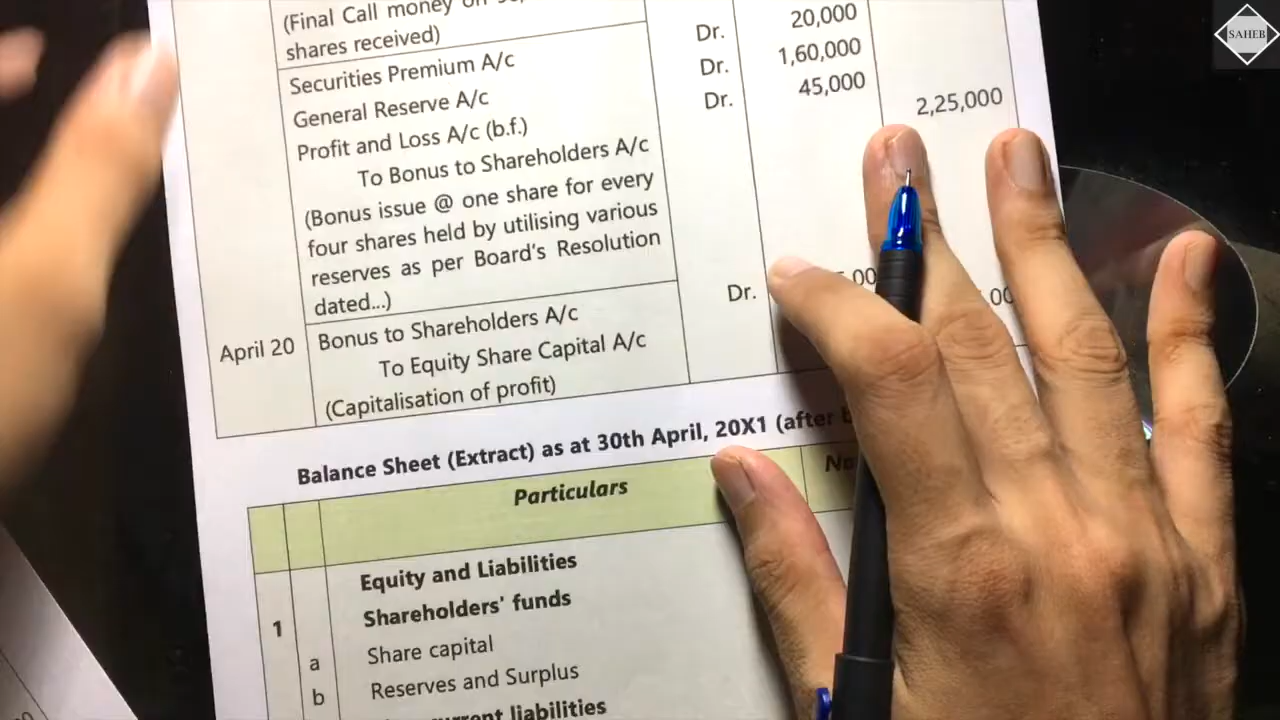 (Final Call money on
shares received)
Securities Premium A/c Dr. 20,000
General Reserve A/c Dr. 1,60,000
Profit and Loss A/c (b.f.) Dr. 45,000
To Bonus to Shareholders A/c 2,25,000
(Bonus issue @ one share for every
four shares held by utilising various
reserves as per Board's Resolution
dated...)
April 20 Bonus to Shareholders A/c Dr.
To Equity Share Capital A/c
(Capitalisation of profit)
Balance Sheet (Extract) as at 30th April, 20X1 (after
Particulars
Equity and Liabilities
1 Shareholders' funds
a Share capital
b Reserves and Surplus
liabilities
SAHEB